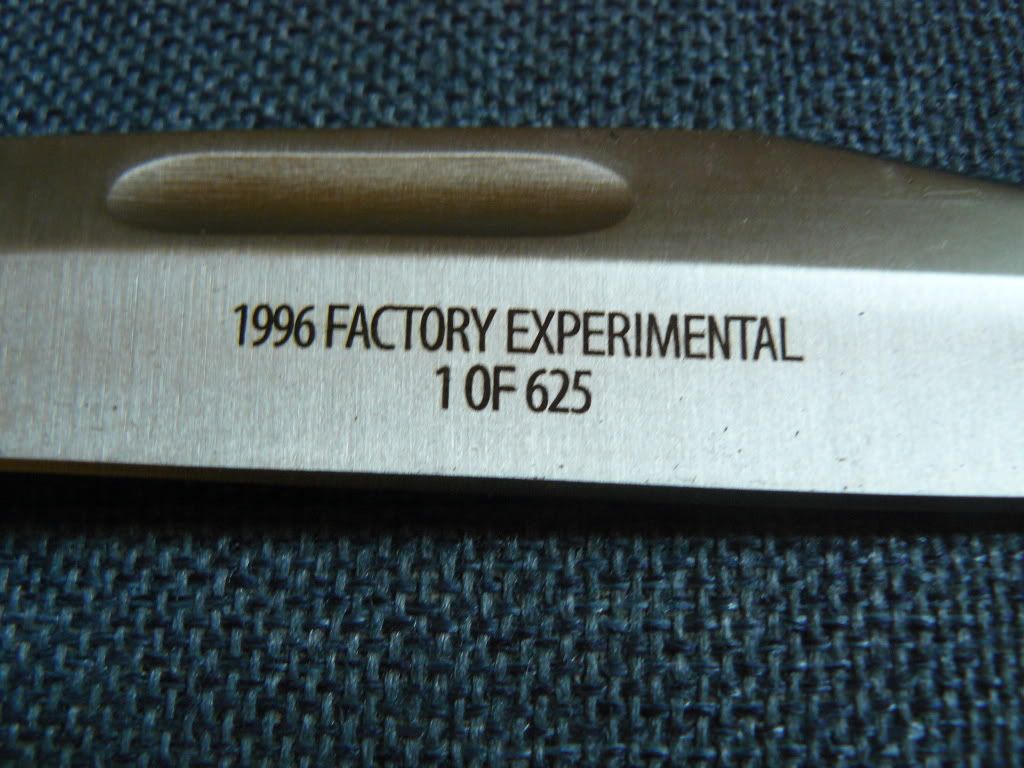 1996 FACTORY EXPERIMENTAL
1 OF 625